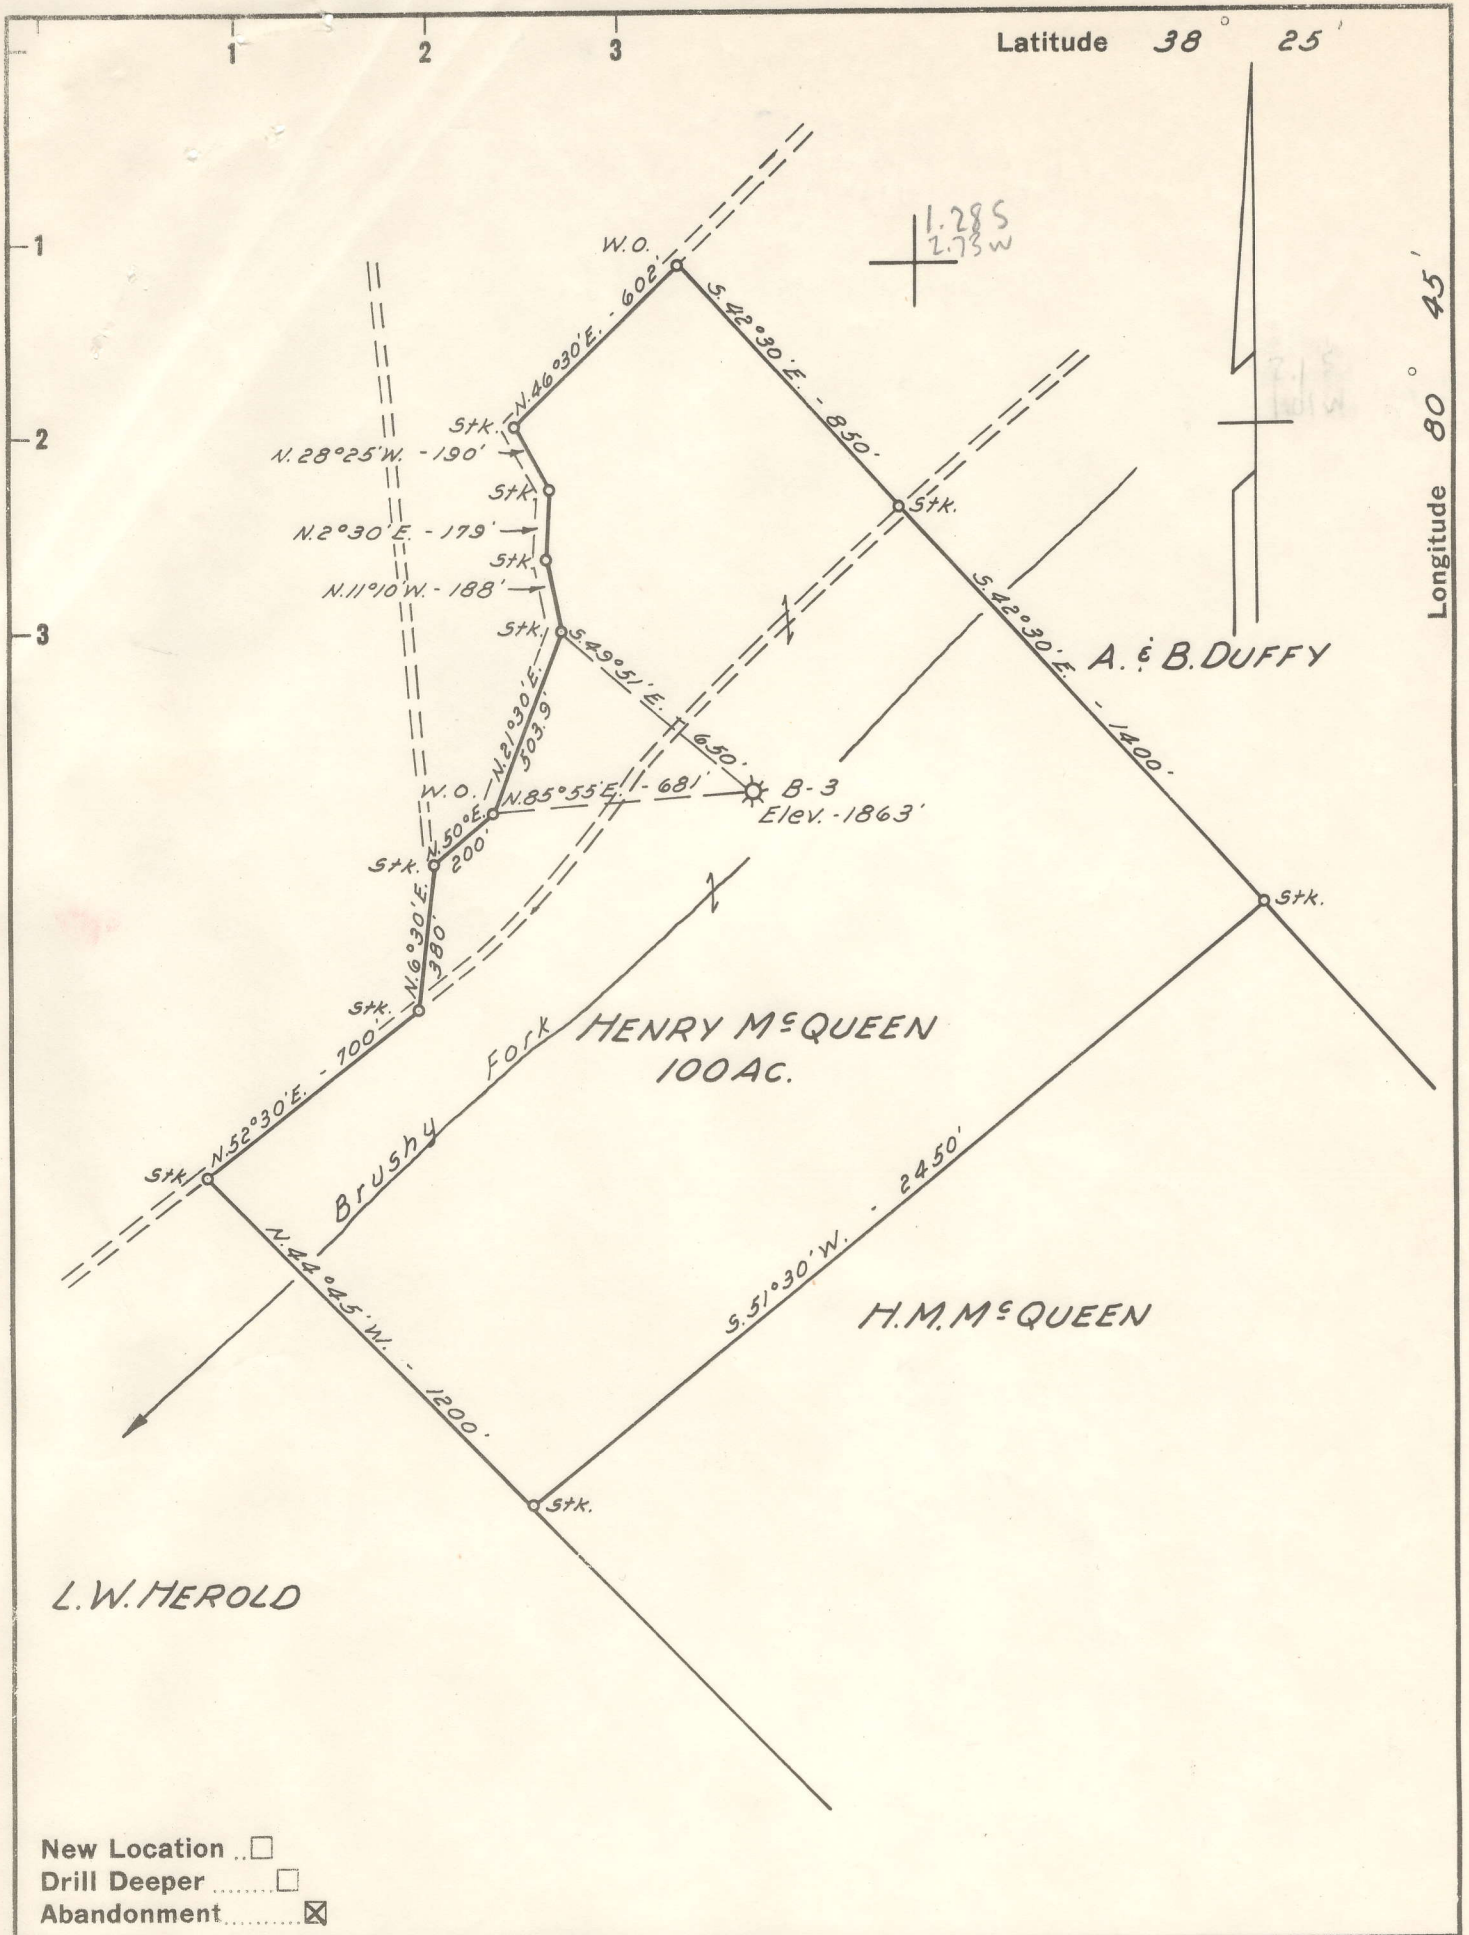 1 2 3
Latitude 38° 25'
1
2
3
1.28 S
2.73 W
Longitude 80° 45'
W.O.
N.46°30'E. - 602'
S.42°30'E. - 850'
Stk.
N.28°25'W. - 190'
Stk.
Stk.
N.2°30'E. - 179'
Stk.
N.11°10'W. - 188'
Stk.
S.42°30'E. - 1400'
A. & B. DUFFY
S.49°51'E. 650'
N.21°30'E.
503.9'
W.O.
N.85°55'E. - 681'
B-3
Elev. - 1863'
N.50°E.
200'
Stk.
N.6°30'E.
380'
Stk.
Stk.
HENRY McQUEEN
100 AC.
Brushy Fork
N.52°30'E. - 700'
Stk.
S.51°30'W. - 2450'
N.44°45'W. - 1200'
H.M. McQUEEN
Stk.
L.W. HEROLD
New Location .. ☐
Drill Deeper ........ ☐
Abandonment .......... ☒